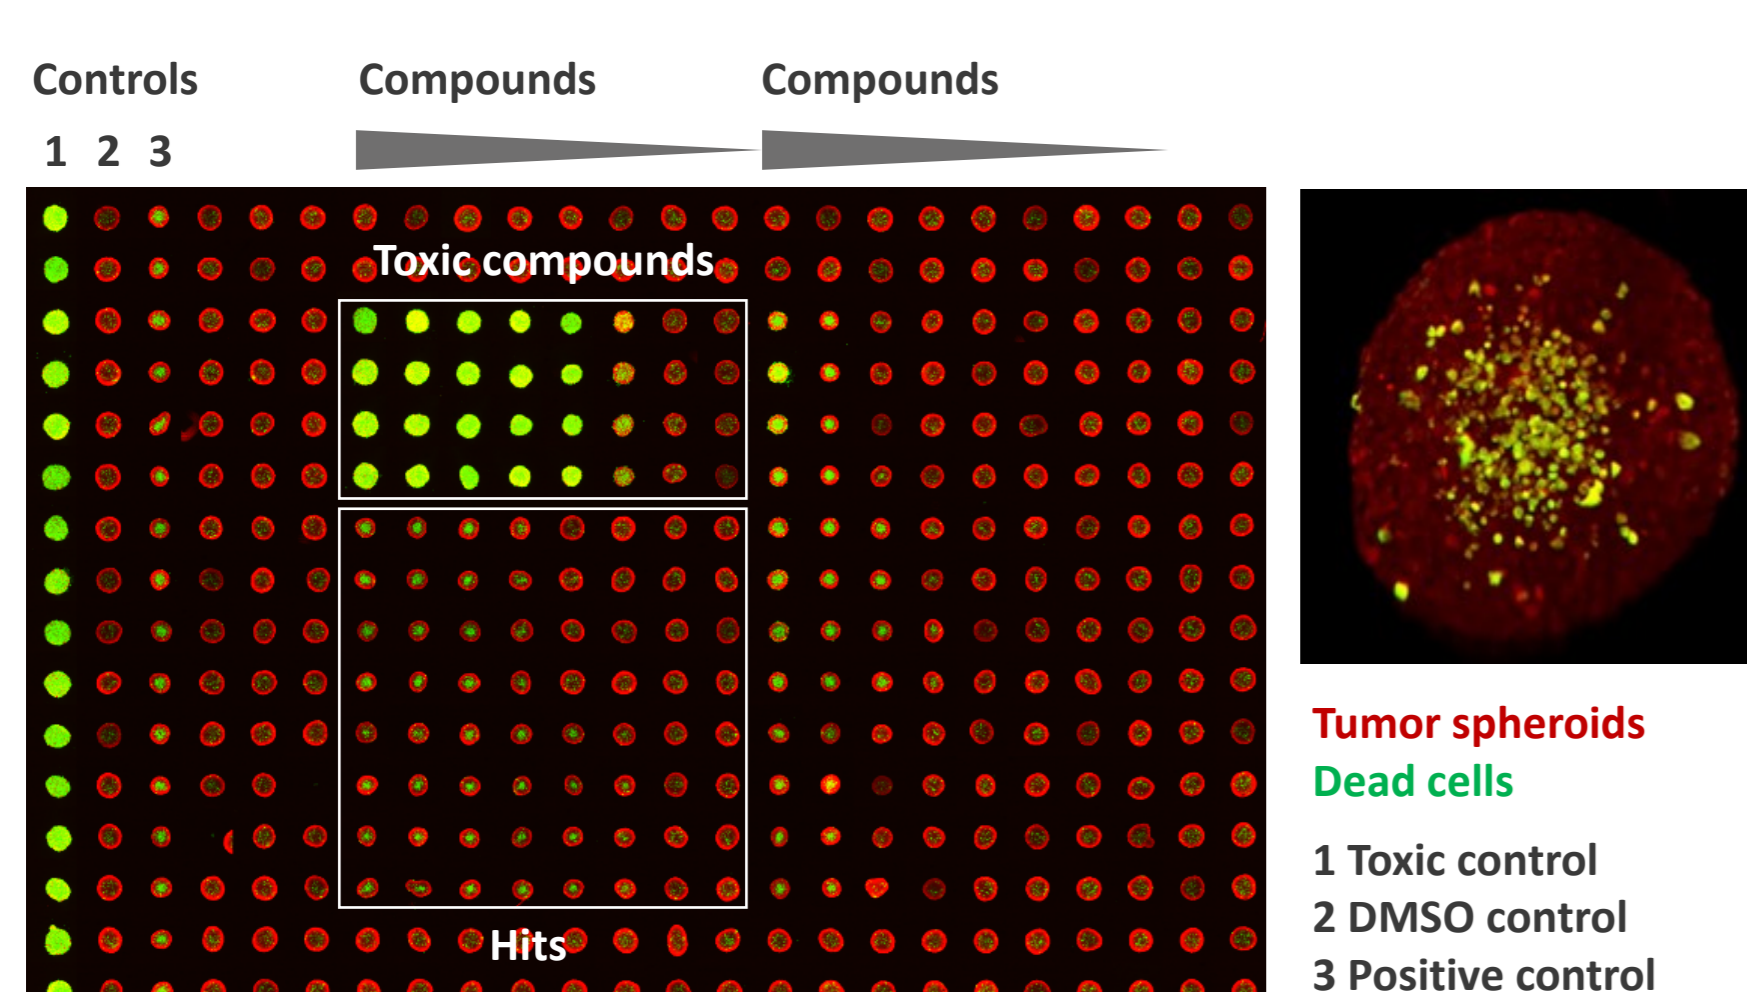 Controls Compounds Compounds
1 2 3
Toxic compounds
Hits
Tumor spheroids
Dead cells
1 Toxic control
2 DMSO control
3 Positive control